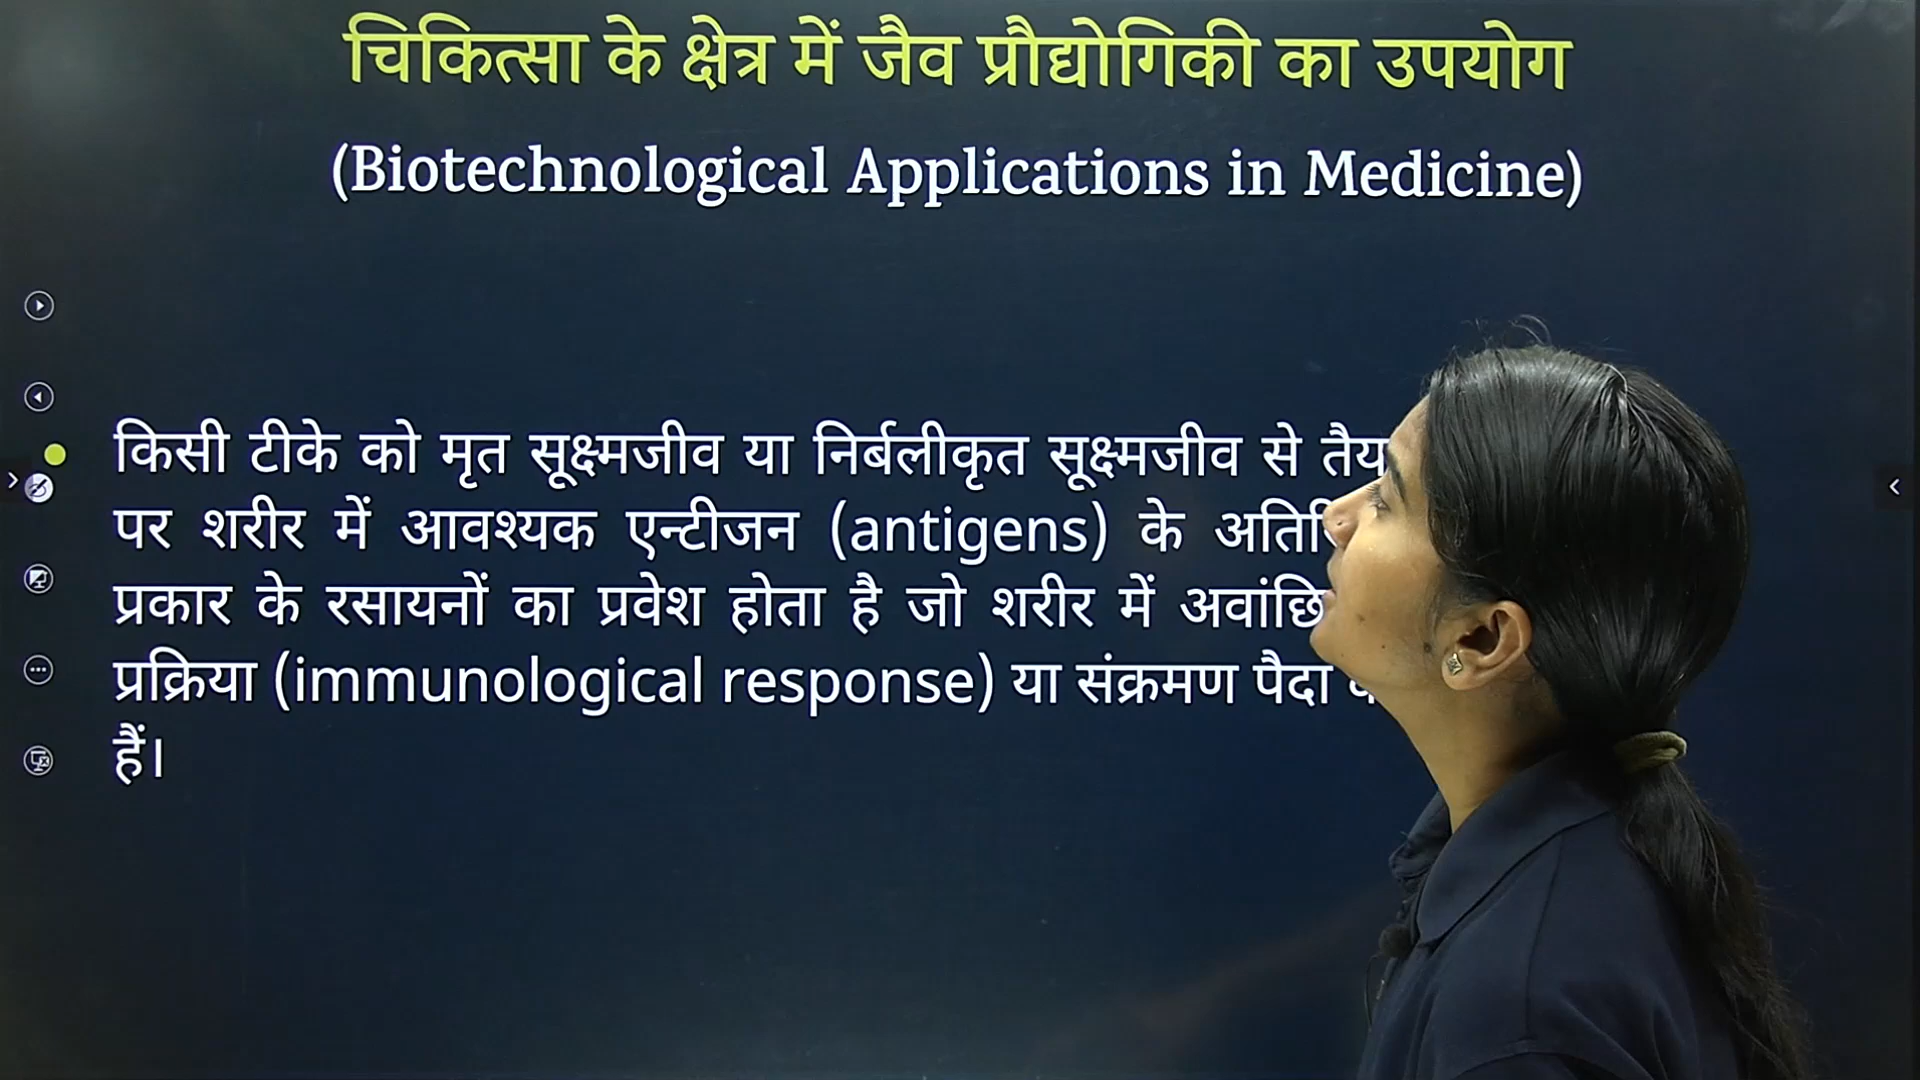 चिकित्सा के क्षेत्र में जैव प्रौद्योगिकी का उपयोग
(Biotechnological Applications in Medicine)
किसी टीके को मृत सूक्ष्मजीव या निर्बलीकृत सूक्ष्मजीव से
पर शरीर में आवश्यक एन्टीजन (antigens) के
प्रकार के रसायनों का प्रवेश होता है जो शरीर में
प्रक्रिया (immunological response) या संक्रमण पैदा
हैं।